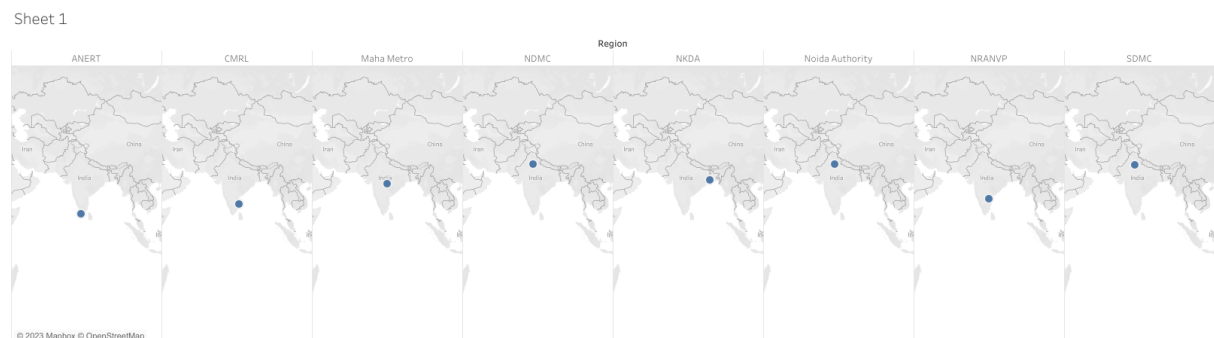 Sheet 1
Region
ANERT CMRL Maha Metro NDMC NKDA Noida Authority NRANVP SDMC
China China China China China China China China
Iran Iran Iran Iran Iran Iran Iran Iran
India India India India India India India India
© 2023 Mapbox © OpenStreetMap